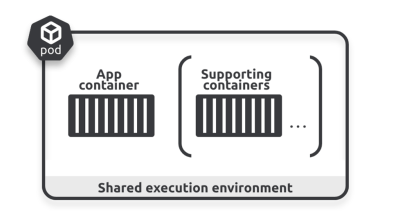 pod
App
container
Supporting
containers
...
Shared execution environment